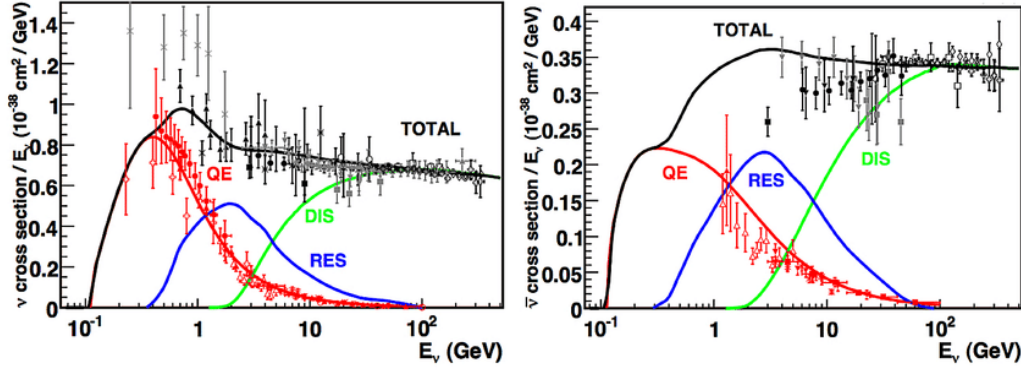 ν cross section / E_ν (10^-38 cm^2 / GeV)
1.4
1.2
1
0.8
0.6
0.4
0.2
0
TOTAL
QE
DIS
RES
10^-1
1
10
10^2
E_ν (GeV)
ν̄ cross section / E_ν (10^-38 cm^2 / GeV)
0.4
0.35
0.3
0.25
0.2
0.15
0.1
0.05
0
TOTAL
QE
RES
DIS
10^-1
1
10
10^2
E_ν (GeV)